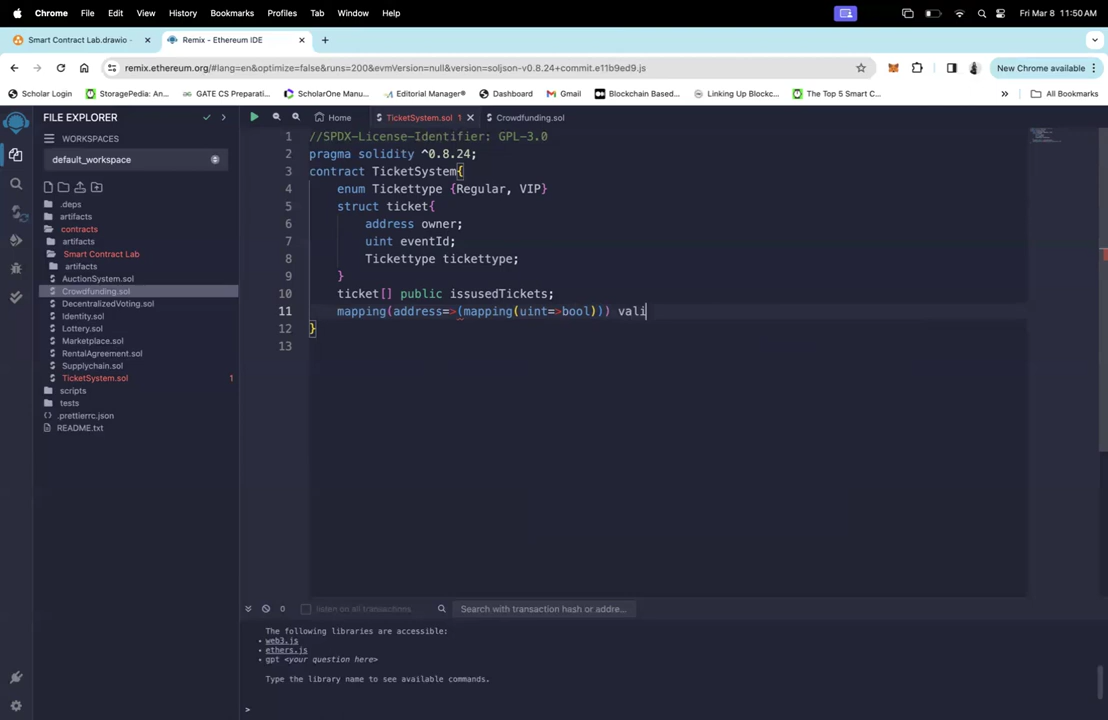 Chrome File Edit View History Bookmarks Profiles Tab Window Help Fri Mar 8 11:50 AM
Smart Contract Lab.drawio - Remix - Ethereum IDE
remix.ethereum.org/#lang=en&optimize=false&runs=200&evmVersion=null&version=soljson-v0.8.24+commit.e11b9ed9.js New Chrome available
Scholar Login StoragePedia: An... GATE CS Preparati... ScholarOne Manu... Editorial Manager® Dashboard Gmail Blockchain Based... Linking Up Blockc... The Top 5 Smart C... » All Bookmarks
FILE EXPLORER
WORKSPACES
default_workspace
.deps
artifacts
contracts
artifacts
Smart Contract Lab
artifacts
AuctionSystem.sol
Crowdfunding.sol
DecentralizedVoting.sol
Identity.sol
Lottery.sol
Marketplace.sol
RentalAgreement.sol
Supplychain.sol
TicketSystem.sol 1
scripts
tests
.prettierrc.json
README.txt
Home TicketSystem.sol 1 Crowdfunding.sol
1 //SPDX-License-Identifier: GPL-3.0
2 pragma solidity ^0.8.24;
3 contract TicketSystem{
4 enum Tickettype {Regular, VIP}
5 struct ticket{
6 address owner;
7 uint eventId;
8 Tickettype tickettype;
9 }
10 ticket[] public issusedTickets;
11 mapping(address=>(mapping(uint=>bool))) vali
12 }
13
0 listen on all transactions Search with transaction hash or addre...
The following libraries are accessible:
• web3.js
• ethers.js
• gpt <your question here>
Type the library name to see available commands.
>